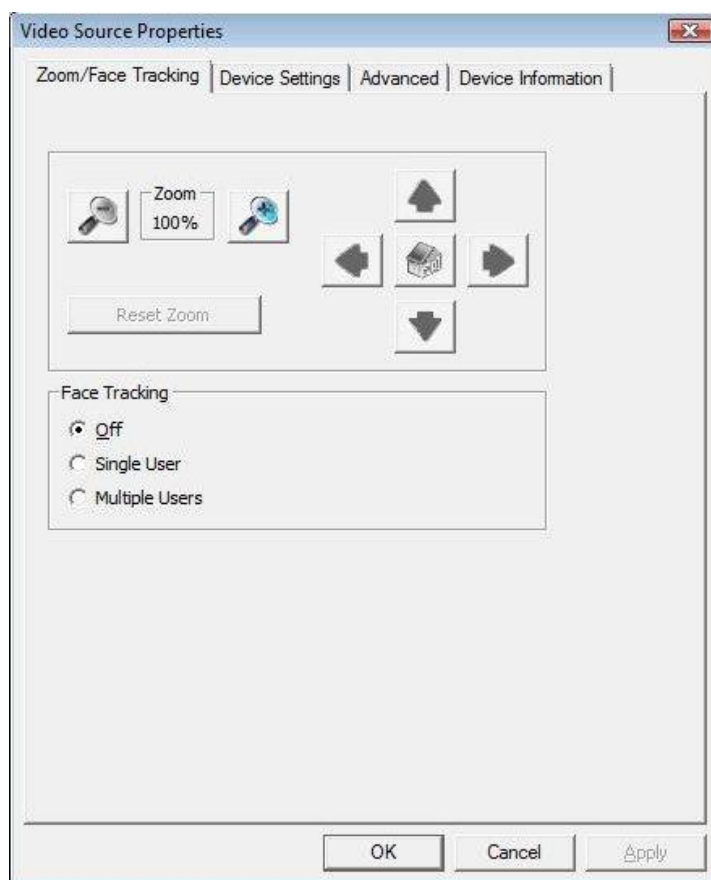 Video Source Properties
Zoom/Face Tracking Device Settings Advanced Device Information
Zoom
100%
Reset Zoom
Face Tracking
Off
Single User
Multiple Users
OK Cancel Apply